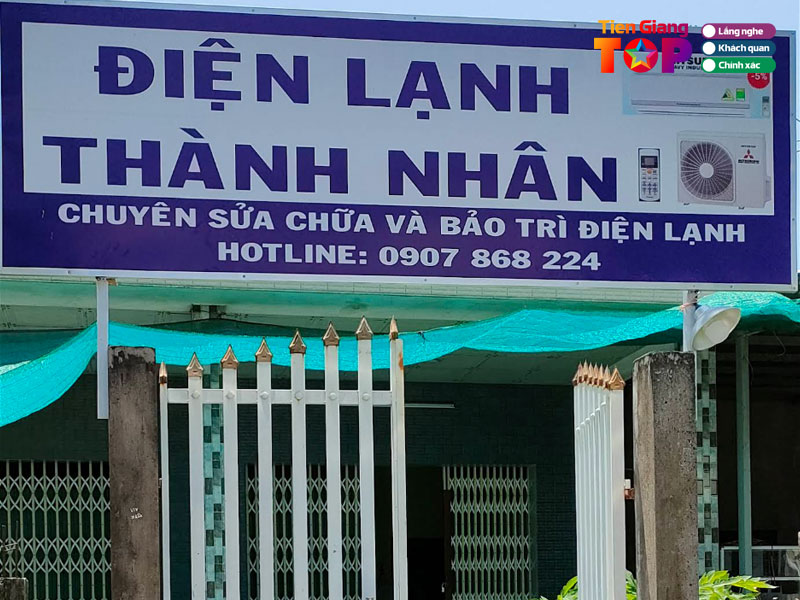 Tien Giang
TOP
Lắng nghe
Khách quan
Chính xác
-5%
ĐIỆN LẠNH
THÀNH NHÂN
CHUYÊN SỬA CHỮA VÀ BẢO TRÌ ĐIỆN LẠNH
HOTLINE: 0907 868 224